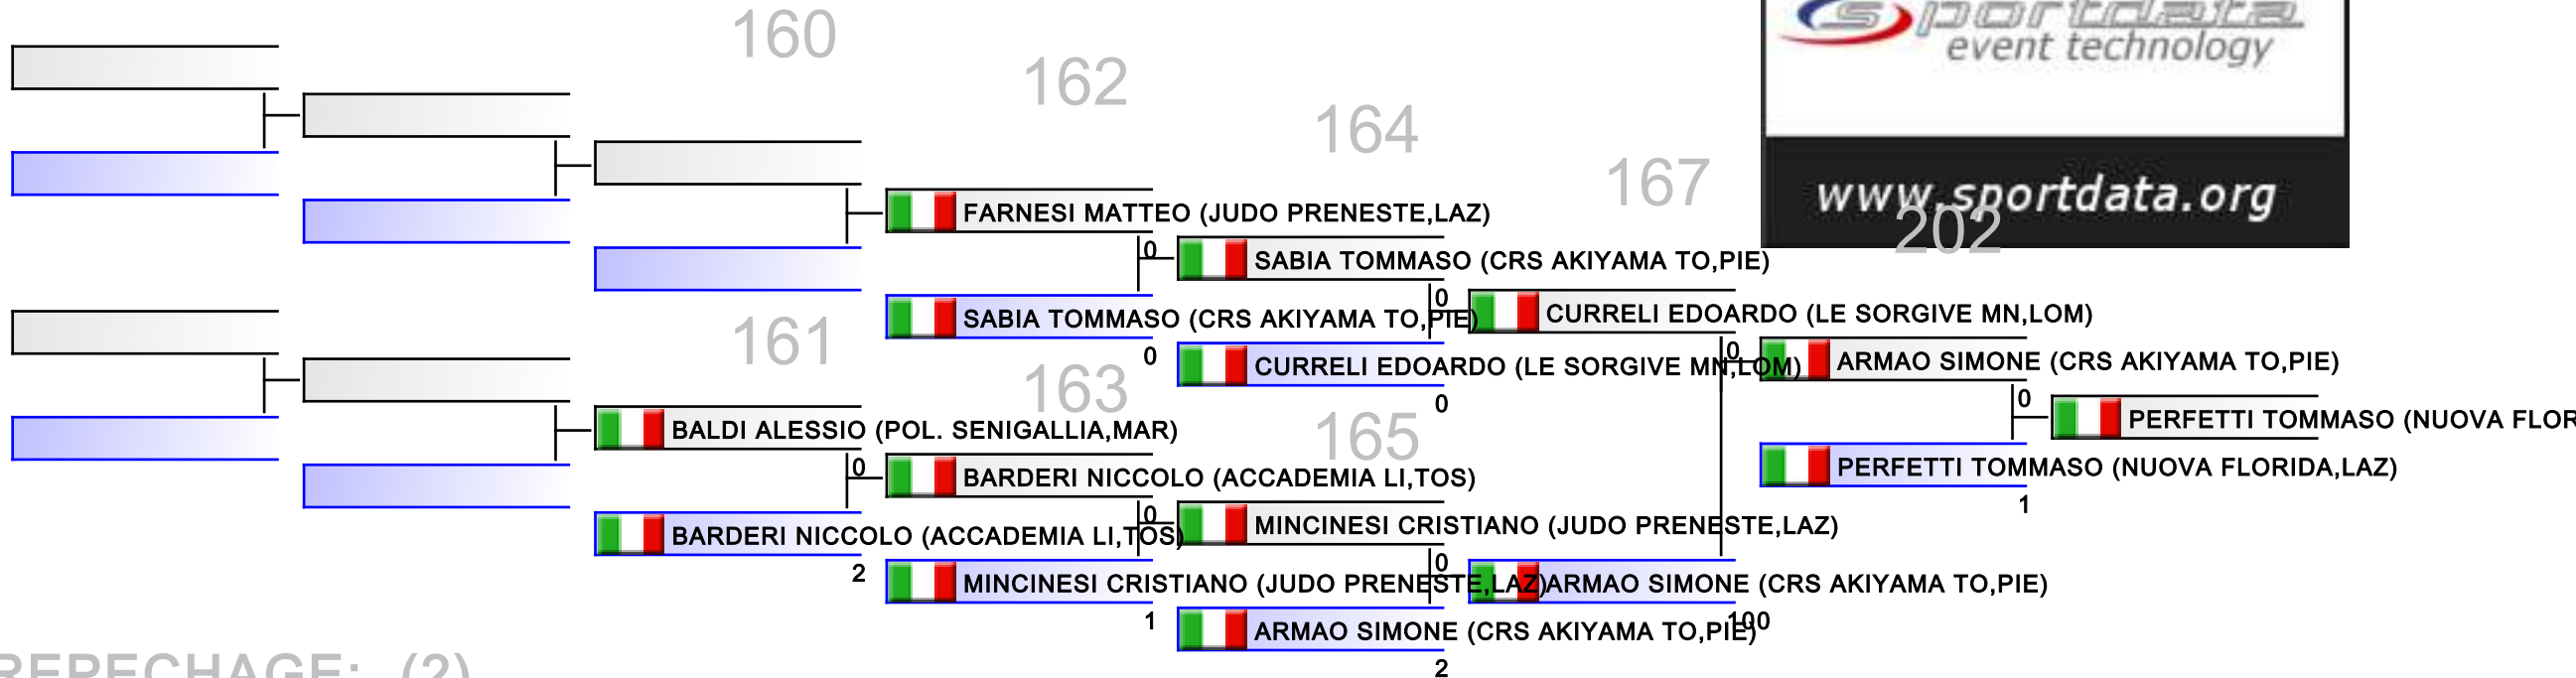 160
sportdata
event technology
www.sportdata.org
162
164
167
202
FARNESI MATTEO (JUDO PRENESTE,LAZ)
0
SABIA TOMMASO (CRS AKIYAMA TO,PIE)
SABIA TOMMASO (CRS AKIYAMA TO,PIE)
0
0
CURRELI EDOARDO (LE SORGIVE MN,LOM)
CURRELI EDOARDO (LE SORGIVE MN,LOM)
0
0
ARMAO SIMONE (CRS AKIYAMA TO,PIE)
0
PERFETTI TOMMASO (NUOVA FLOR
PERFETTI TOMMASO (NUOVA FLORIDA,LAZ)
1
161
163
165
BALDI ALESSIO (POL. SENIGALLIA,MAR)
0
BARDERI NICCOLO (ACCADEMIA LI,TOS)
BARDERI NICCOLO (ACCADEMIA LI,TOS)
2
0
MINCINESI CRISTIANO (JUDO PRENESTE,LAZ)
MINCINESI CRISTIANO (JUDO PRENESTE,LAZ)
1
0
ARMAO SIMONE (CRS AKIYAMA TO,PIE)
100
ARMAO SIMONE (CRS AKIYAMA TO,PIE)
2
REPECHAGE: (2)